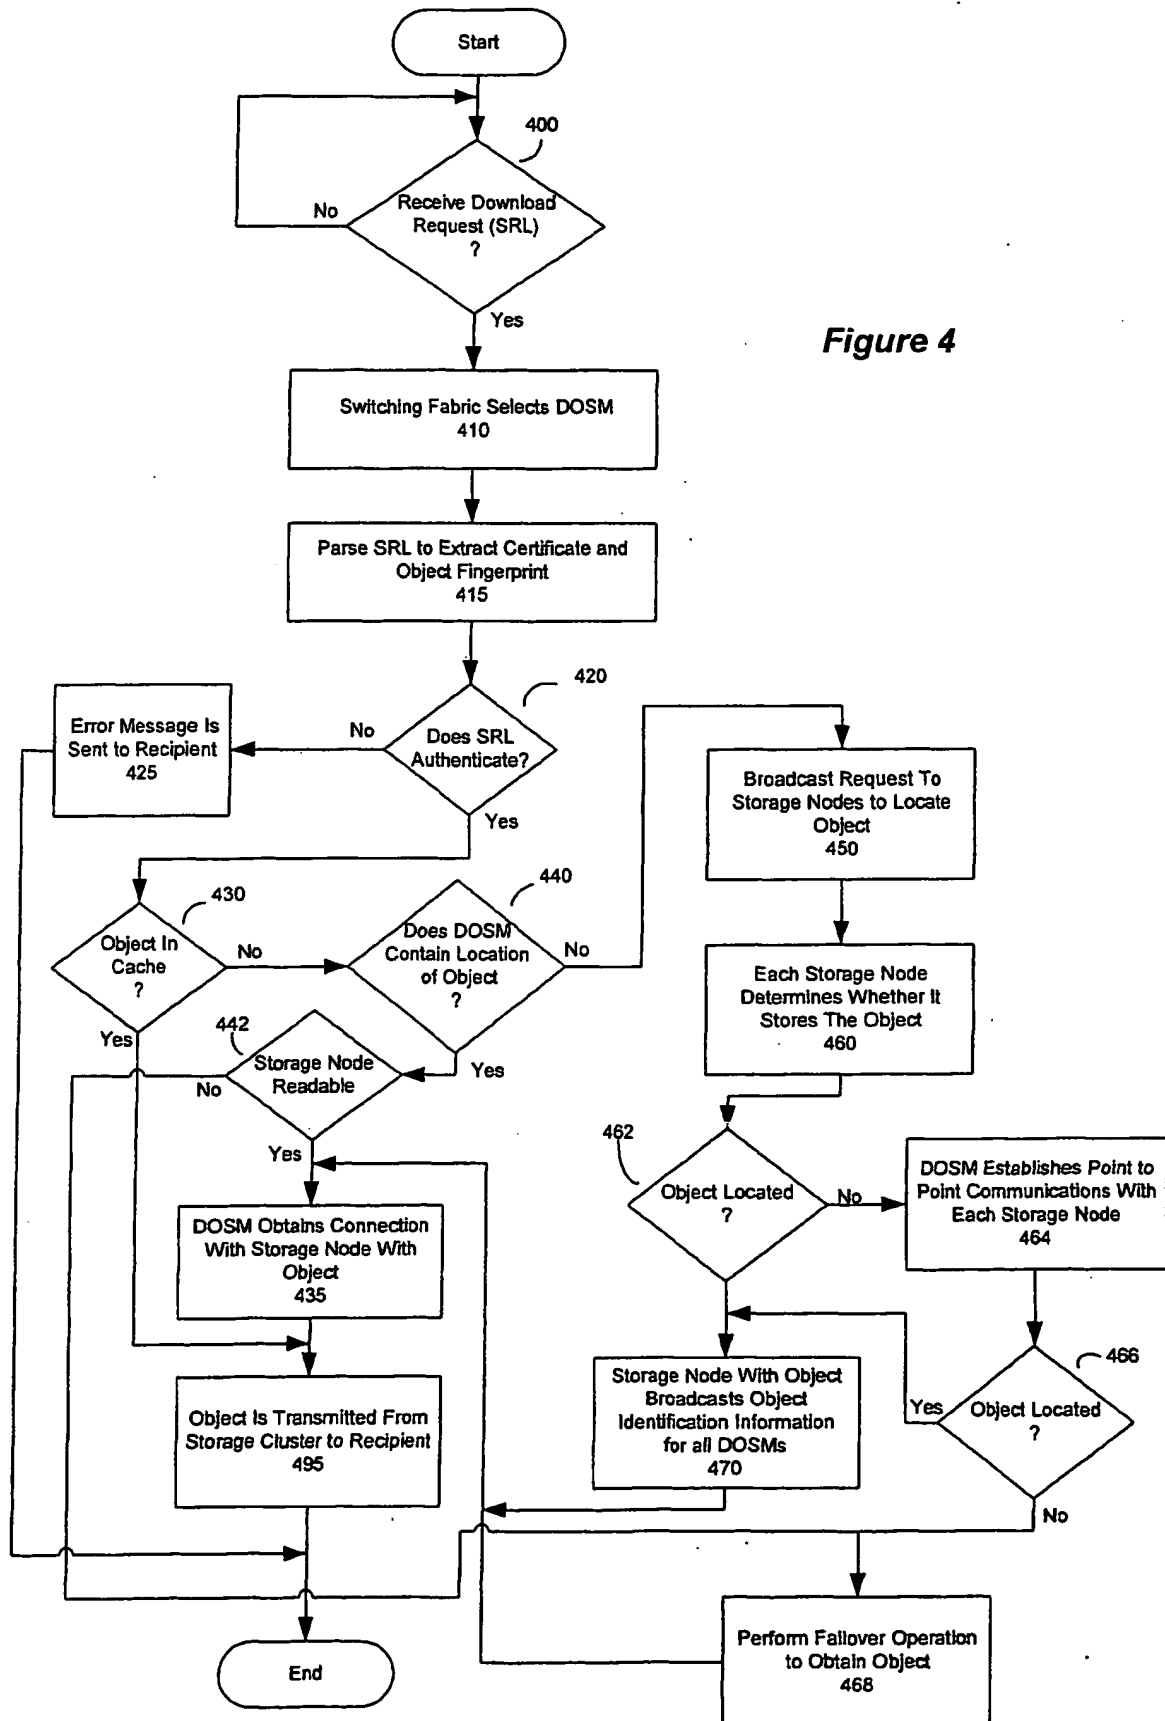 Start
400
Receive Download
Request (SRL)
?
No
Yes
Figure 4
Switching Fabric Selects DOSM
410
Parse SRL to Extract Certificate and
Object Fingerprint
415
420
Does SRL
Authenticate?
No
Yes
Error Message Is
Sent to Recipient
425
Broadcast Request To
Storage Nodes to Locate
Object
450
430
Object In
Cache
?
No
Yes
440
Does DOSM
Contain Location
of Object
?
No
Yes
Each Storage Node
Determines Whether It
Stores The Object
460
442
Storage Node
Readable
No
Yes
462
Object Located
?
No
DOSM Establishes Point to
Point Communications With
Each Storage Node
464
DOSM Obtains Connection
With Storage Node With
Object
435
466
Object Located
?
Yes
No
Storage Node With Object
Broadcasts Object
Identification Information
for all DOSMs
470
Object Is Transmitted From
Storage Cluster to Recipient
495
Perform Failover Operation
to Obtain Object
468
End